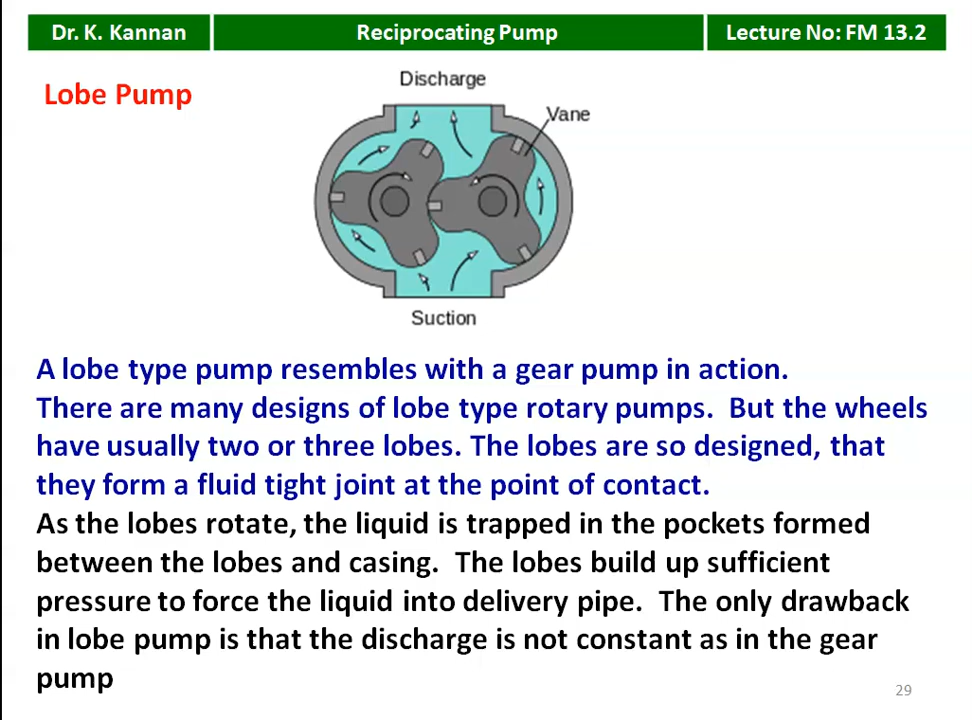 Dr. K. Kannan
Reciprocating Pump
Lecture No: FM 13.2
Lobe Pump
Discharge
Vane
Suction
A lobe type pump resembles with a gear pump in action.
There are many designs of lobe type rotary pumps. But the wheels
have usually two or three lobes. The lobes are so designed, that
they form a fluid tight joint at the point of contact.
As the lobes rotate, the liquid is trapped in the pockets formed
between the lobes and casing. The lobes build up sufficient
pressure to force the liquid into delivery pipe. The only drawback
in lobe pump is that the discharge is not constant as in the gear
pump
29